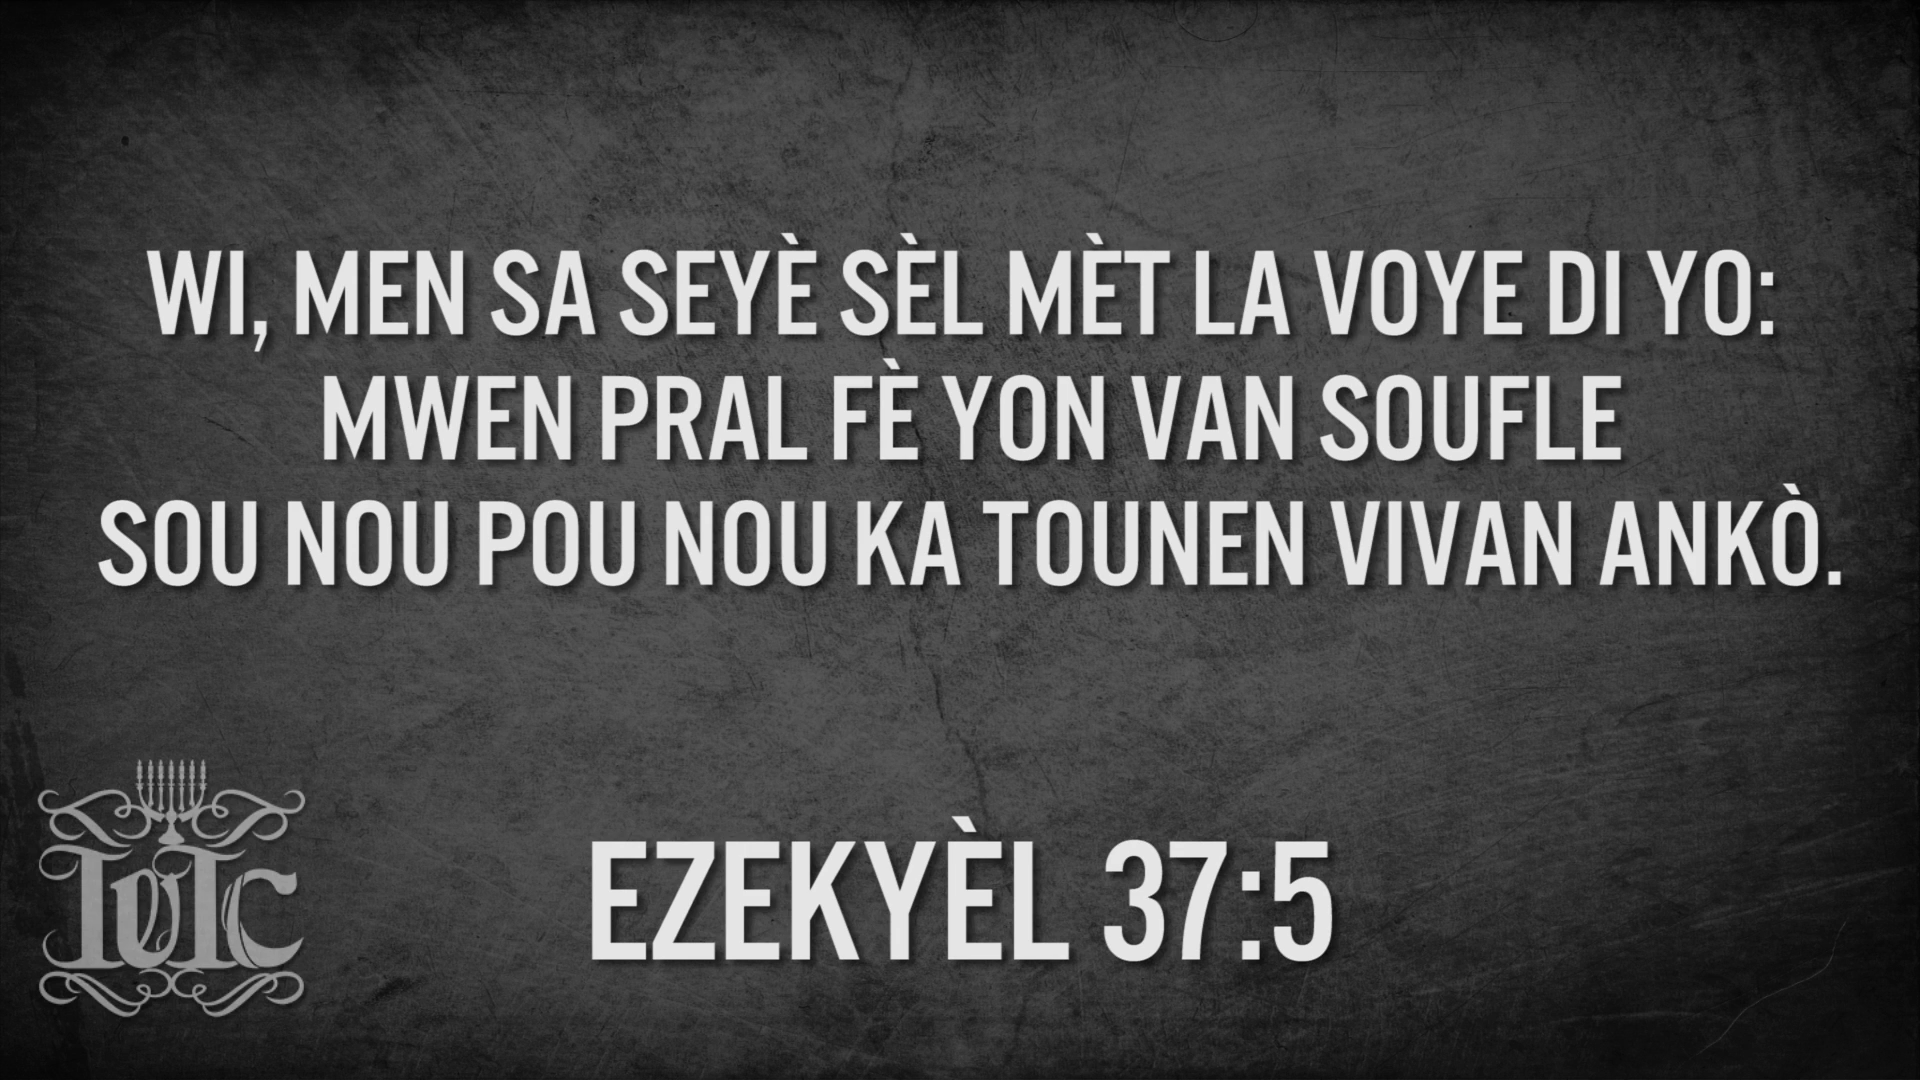 WI, MEN SA SEYÈ SÈL MÈT LA VOYE DI YO:
MWEN PRAL FÈ YON VAN SOUFLE
SOU NOU POU NOU KA TOUNEN VIVAN ANKÒ.
EZEKYÈL 37:5
IUIC